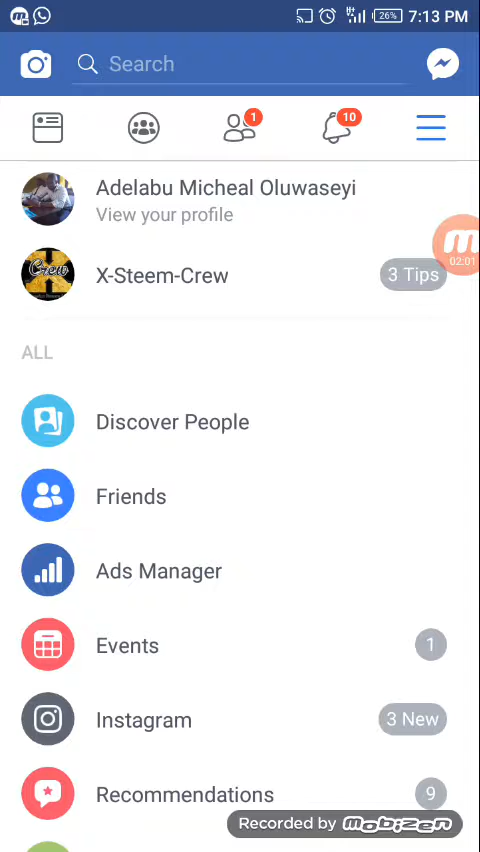 26% 7:13 PM
Search
1
10
Adelabu Micheal Oluwaseyi
View your profile
Crew
X-Steem-Crew
3 Tips
02:01
ALL
Discover People
Friends
Ads Manager
Events
1
Instagram
3 New
Recommendations
9
Recorded by Mobizen